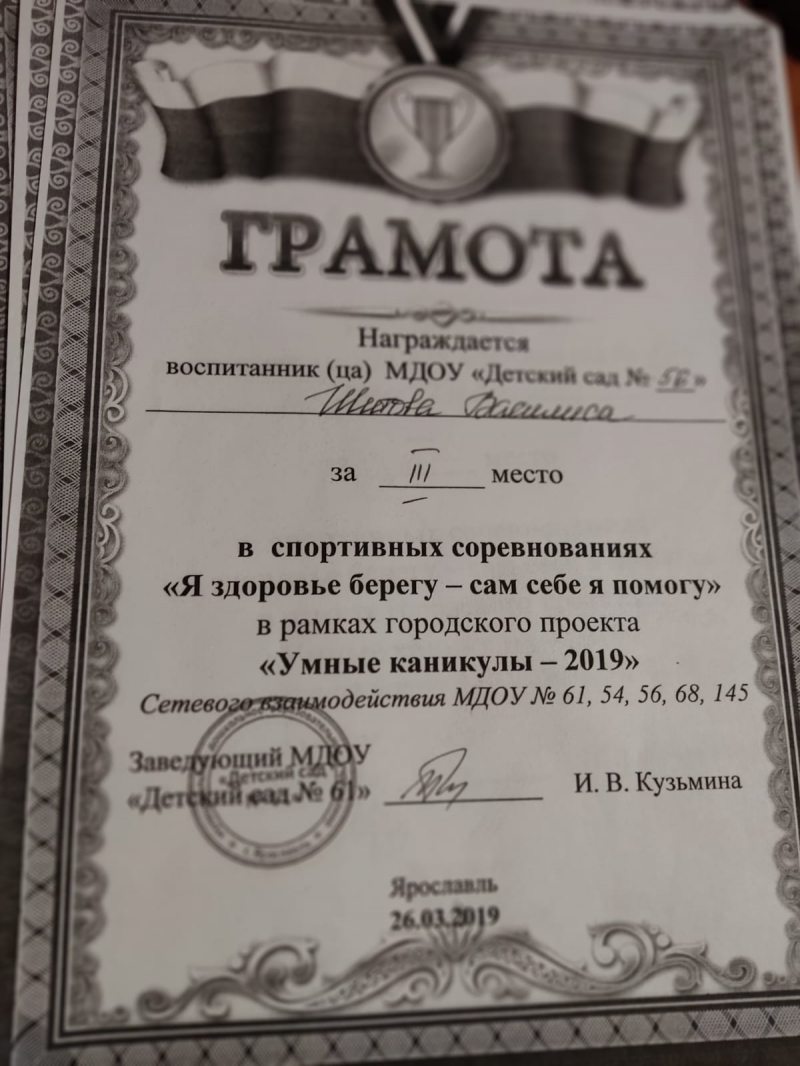 ГРАМОТА
Награждается
воспитанник (ца) МДОУ «Детский сад № 56»
Шитова Василиса
за III место
в спортивных соревнованиях
«Я здоровье берегу – сам себе я помогу»
в рамках городского проекта
«Умные каникулы – 2019»
Сетевого взаимодействия МДОУ № 61, 54, 56, 68, 145
Заведующий МДОУ
«Детский сад № 61»
И. В. Кузьмина
«Детский сад
Ярославль
26.03.2019